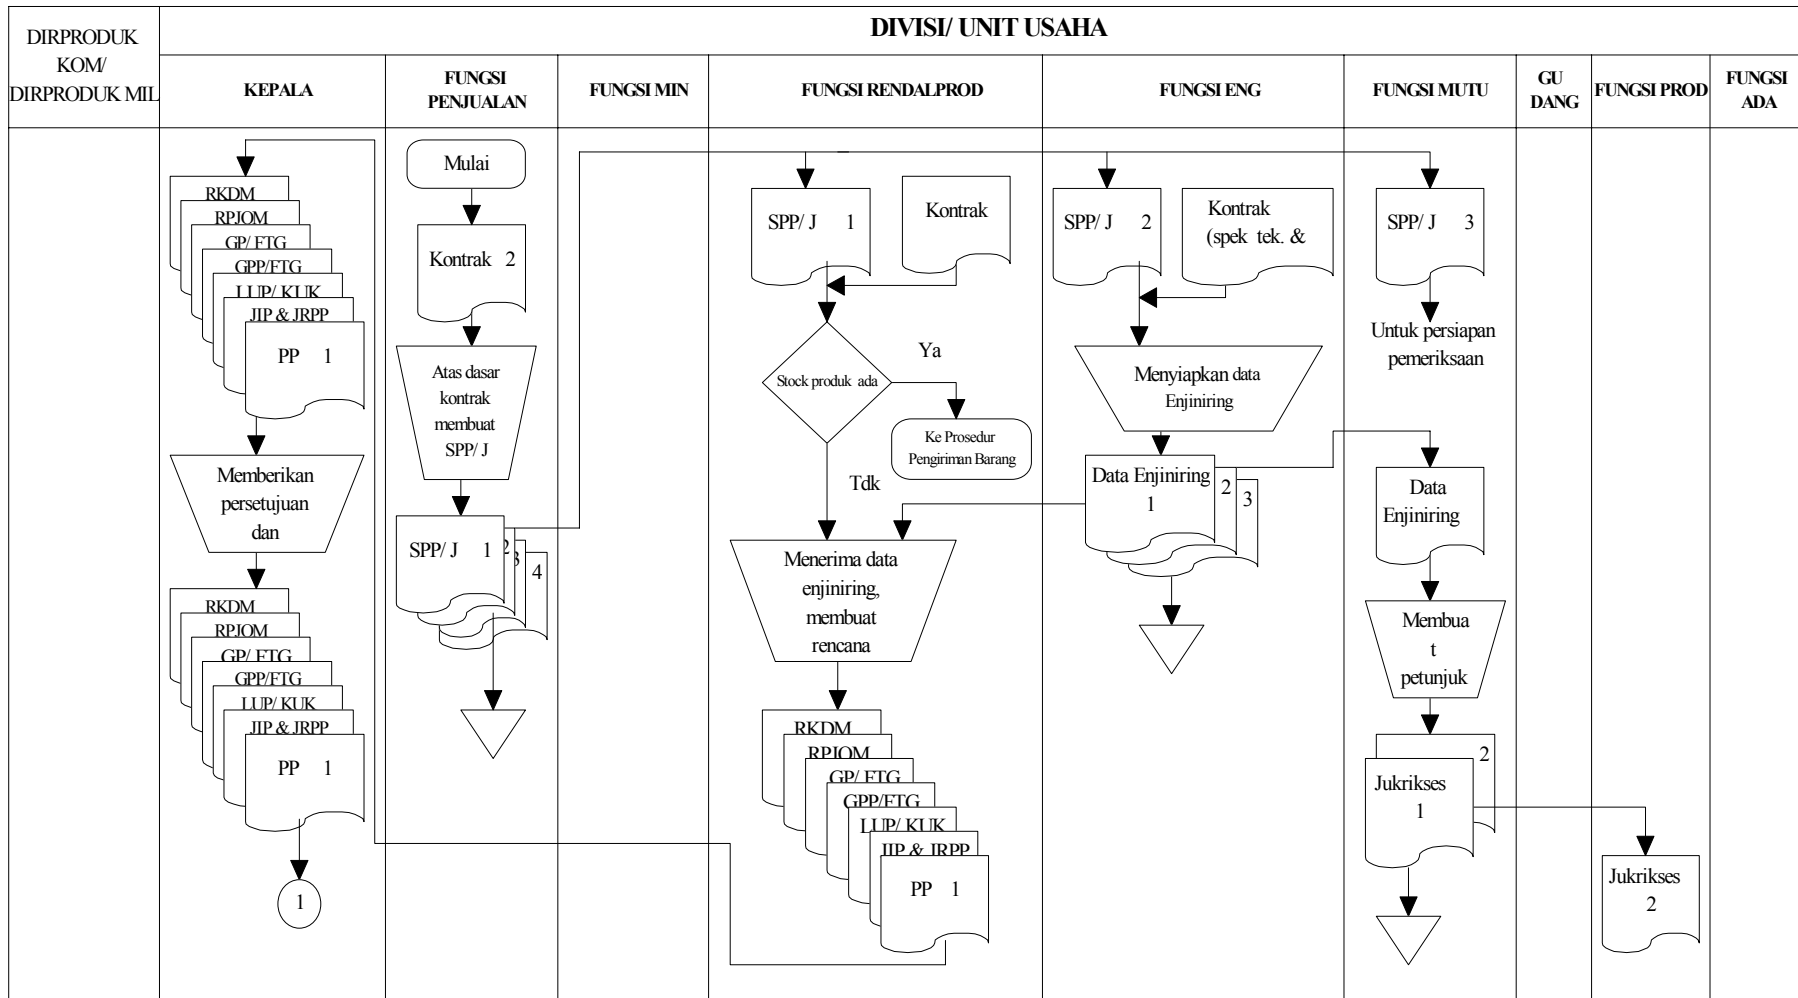 DIRPRODUK
KOM/
DIRPRODUK MIL
DIVISI/ UNIT USAHA
KEPALA
FUNGSI
PENJUALAN
FUNGSI MIN
FUNGSI RENDALPROD
FUNGSI ENG
FUNGSI MUTU
GU
DANG
FUNGSI PROD
FUNGSI
ADA
RKDM
RPJOM
GP/ FTG
GPP/FTG
LUP/ KUK
JIP & JRPP
PP 1
Memberikan
persetujuan
dan
RKDM
RPJOM
GP/ FTG
GPP/FTG
LUP/ KUK
JIP & JRPP
PP 1
1
Mulai
Kontrak 2
Atas dasar
kontrak
membuat
SPP/ J
SPP/ J 1
2
3
4
SPP/ J 1
Kontrak
Stock produk ada
Ya
Ke Prosedur
Pengiriman Barang
Tdk
Menerima data
enjiniring,
membuat
rencana
RKDM
RPJOM
GP/ FTG
GPP/FTG
LUP/ KUK
JIP & JRPP
PP 1
SPP/ J 2
Kontrak
(spek tek. &
Menyiapkan data
Enjiniring
Data Enjiniring
1
2
3
SPP/ J 3
Untuk persiapan
pemeriksaan
Data
Enjiniring
Membua
t
petunjuk
2
Jukrikses
1
Jukrikses
2